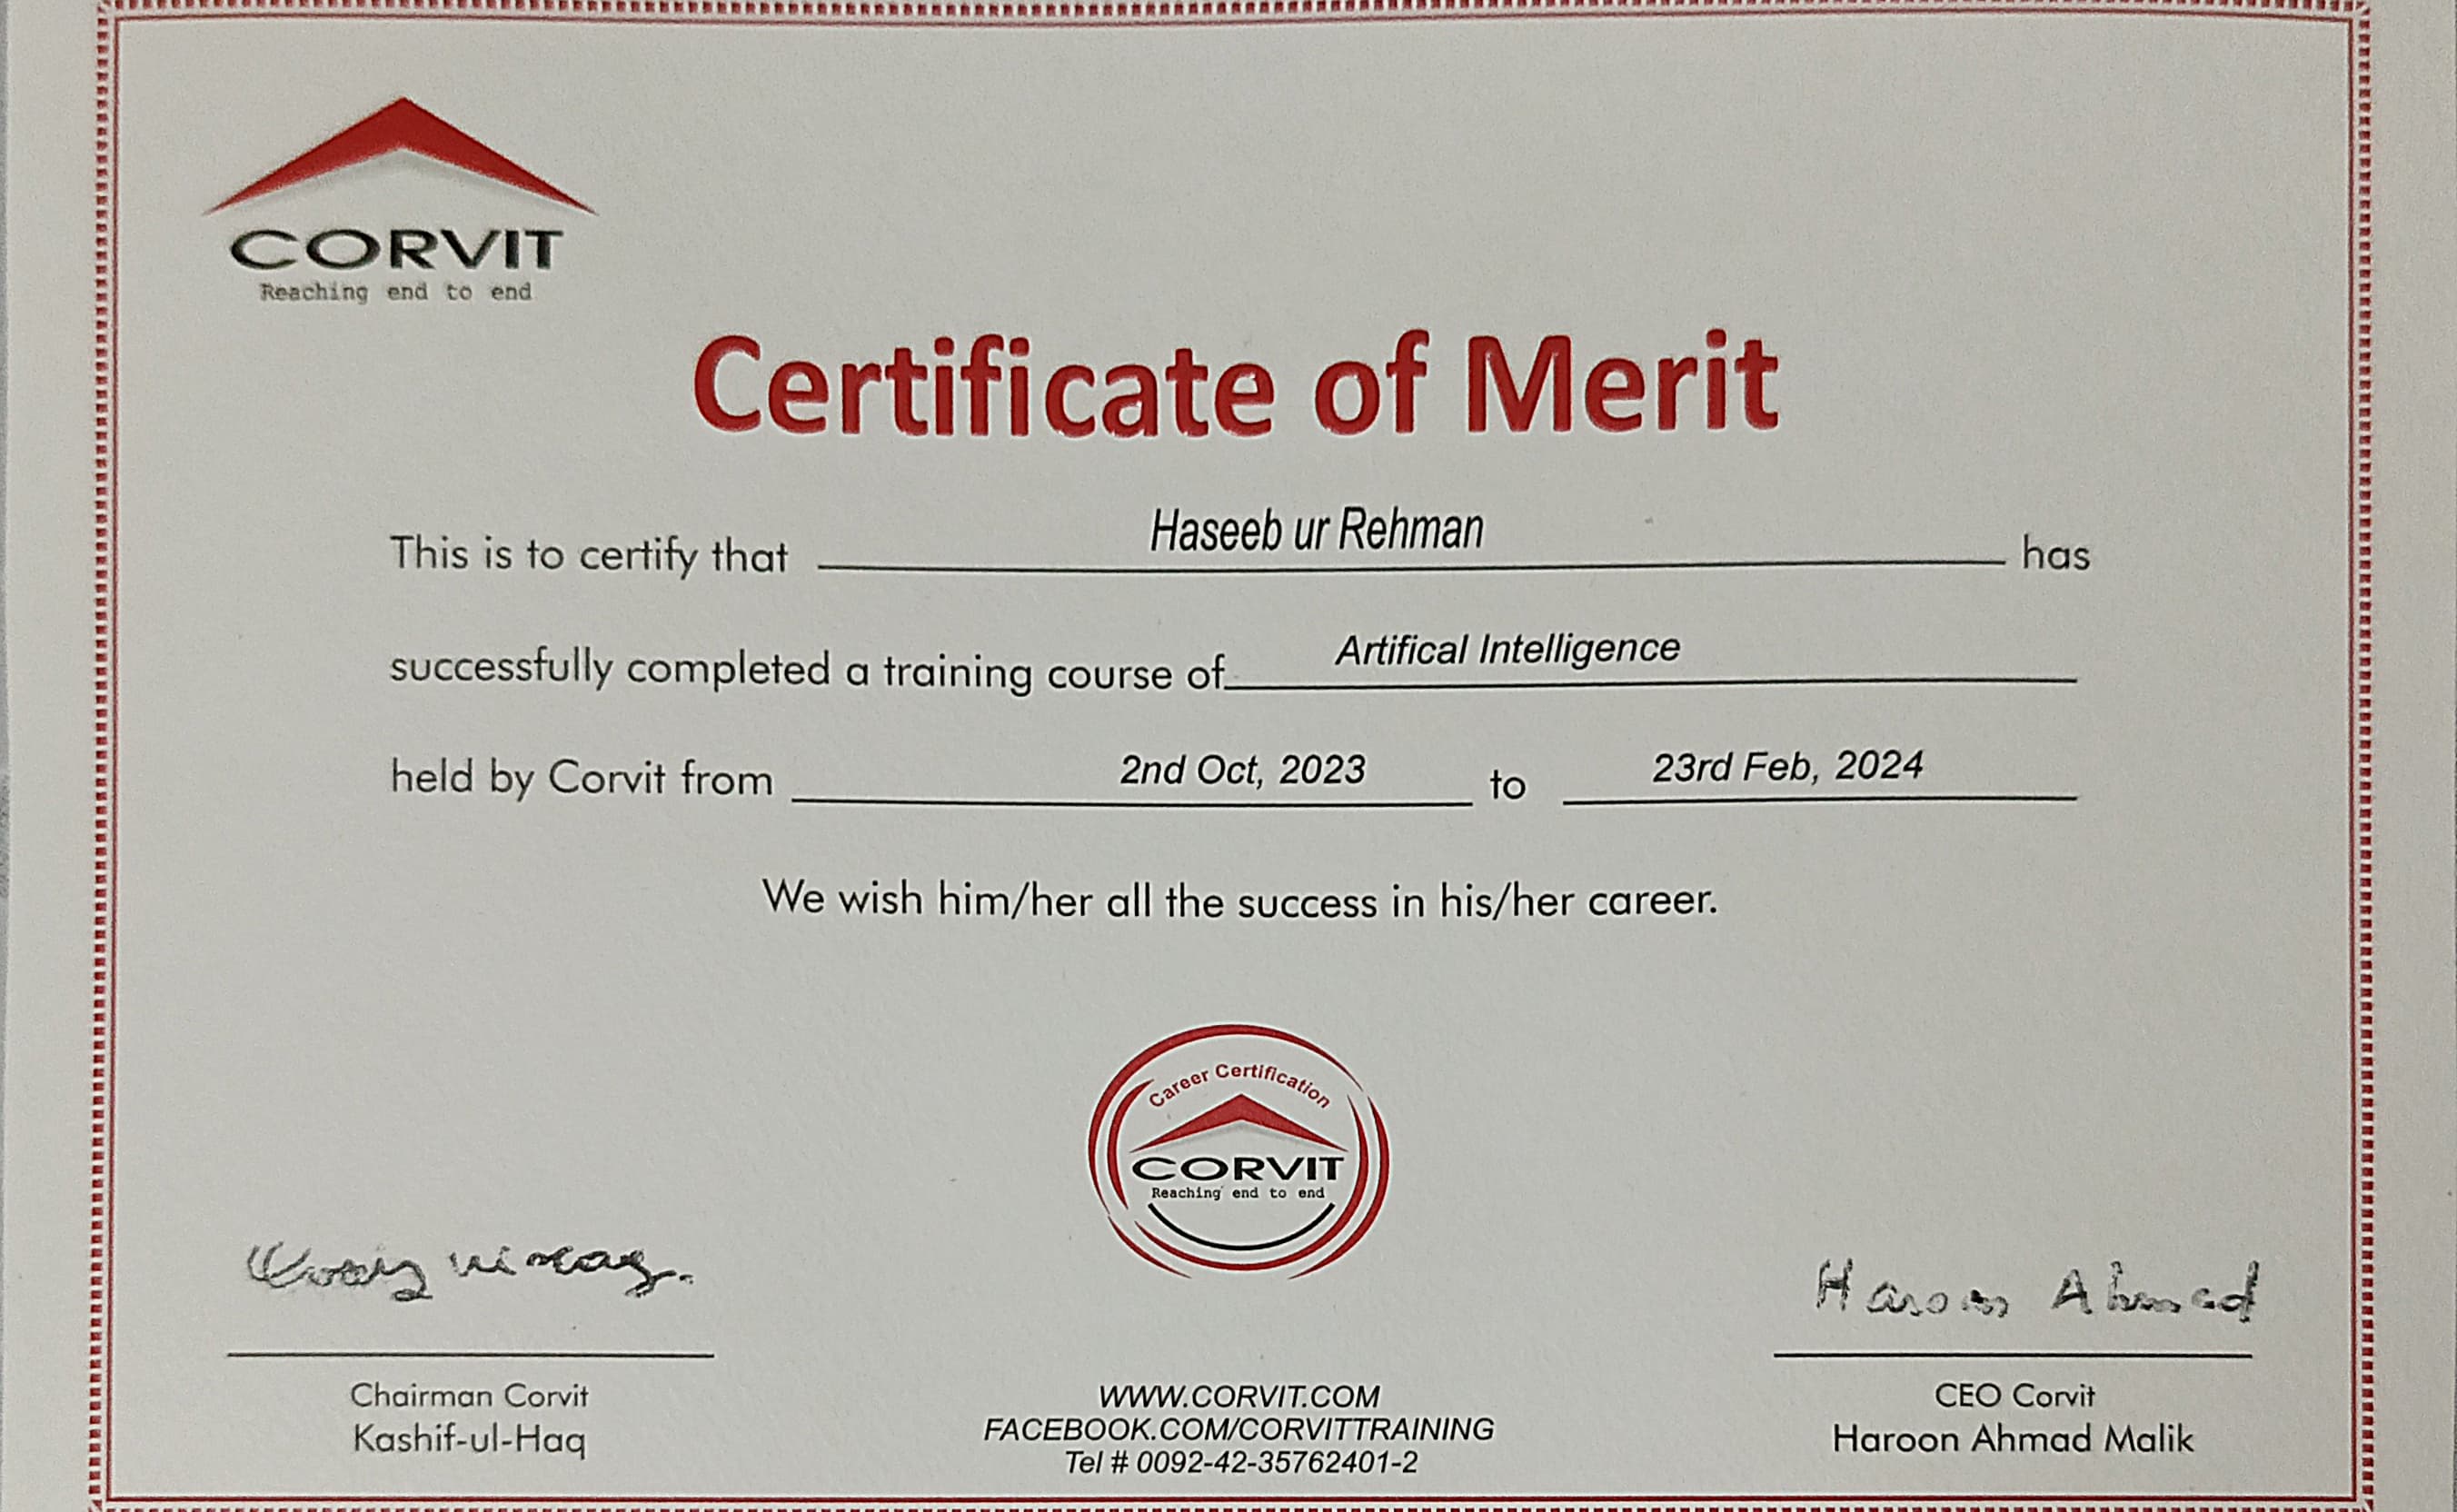 CORVIT
Reaching end to end
Certificate of Merit
This is to certify that Haseeb ur Rehman has
successfully completed a training course of Artifical Intelligence
held by Corvit from 2nd Oct, 2023 to 23rd Feb, 2024
We wish him/her all the success in his/her career.
Career Certification
CORVIT
Reaching end to end
Haroon Ahmad
Chairman Corvit
Kashif-ul-Haq
WWW.CORVIT.COM
FACEBOOK.COM/CORVITTRAINING
Tel # 0092-42-35762401-2
CEO Corvit
Haroon Ahmad Malik